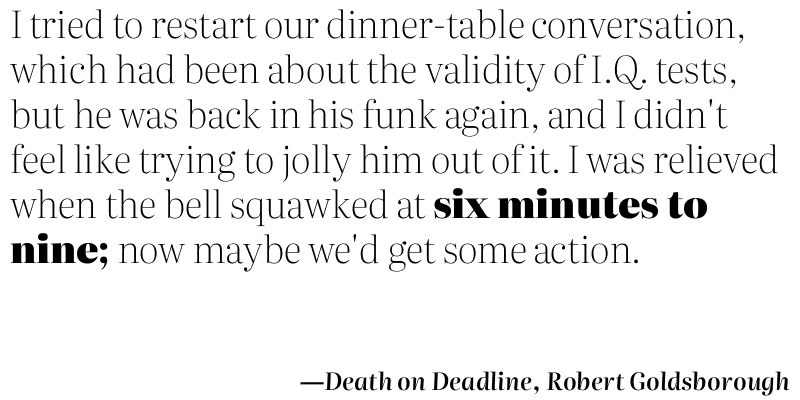 I tried to restart our dinner-table conversation,
which had been about the validity of I.Q. tests,
but he was back in his funk again, and I didn't
feel like trying to jolly him out of it. I was relieved
when the bell squawked at six minutes to
nine; now maybe we'd get some action.
—Death on Deadline, Robert Goldsborough